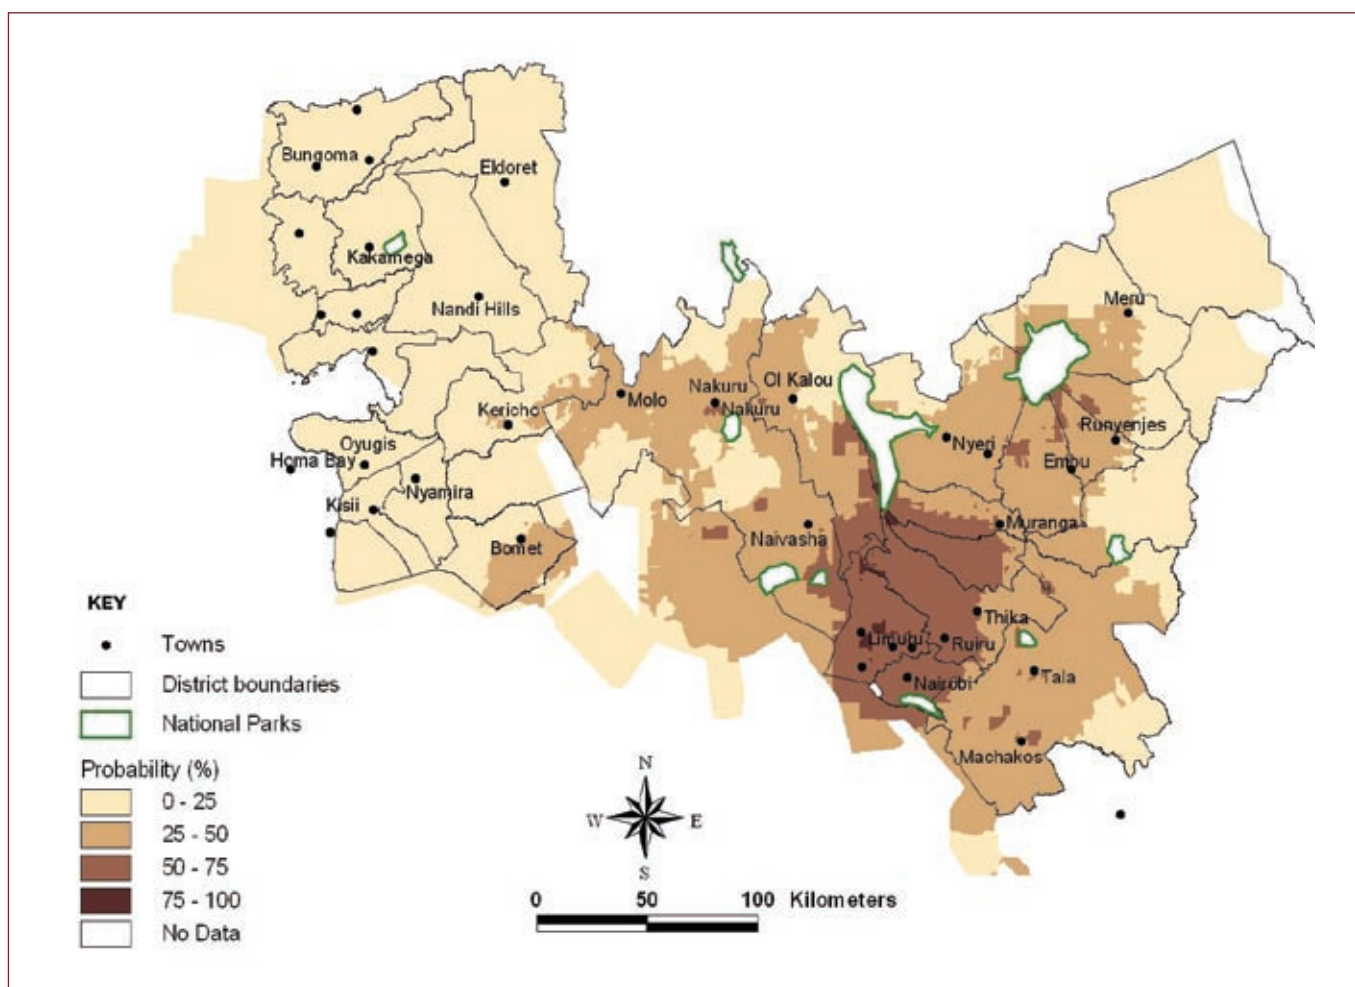 Bungoma
Eldoret
Kakamega
Nandi Hills
Meru
Molo
Nakuru
Nakuru
Ol Kalou
Kericho
Runyenjes
Oyugis
Nyeri
Homa Bay
Embu
Nyamira
Kisii
Bomet
Naivasha
Muranga
Thika
Limuru
Ruiru
Nairobi
Tala
Machakos
KEY
Towns
District boundaries
National Parks
Probability (%)
0 - 25
25 - 50
50 - 75
75 - 100
No Data
N
W E
S
0 50 100 Kilometers